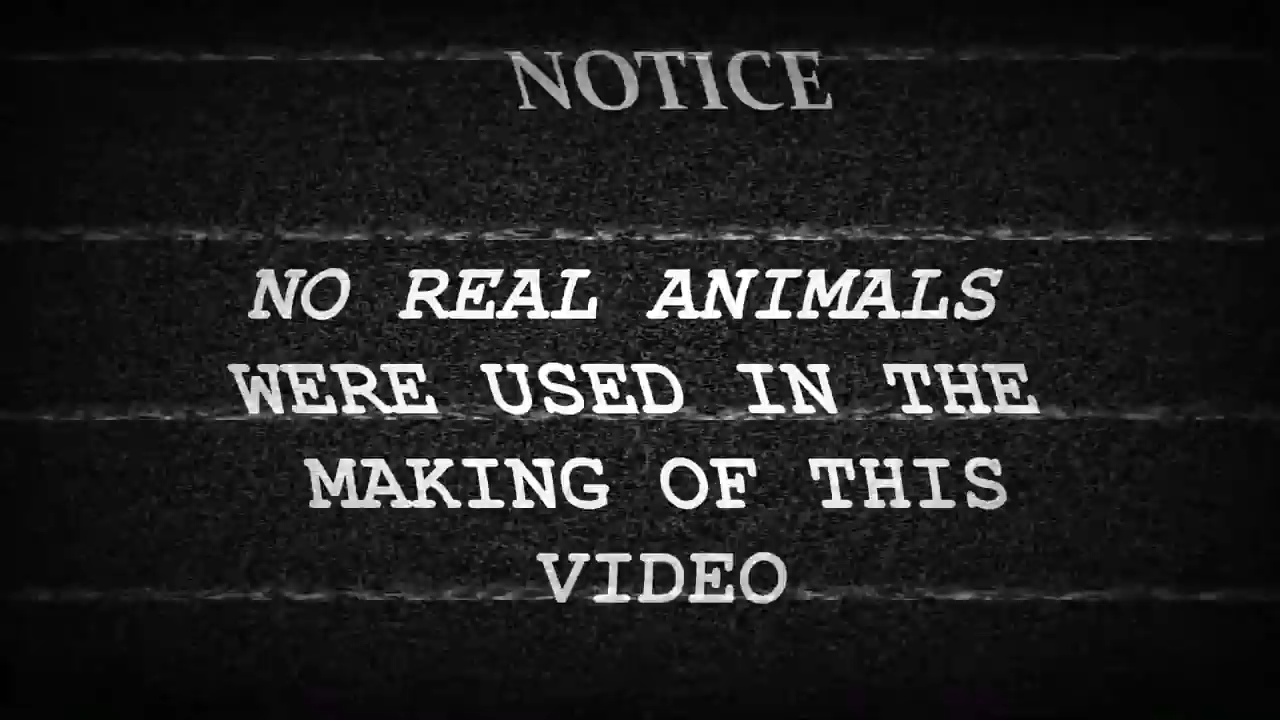 NOTICE
NO REAL ANIMALS
WERE USED IN THE
MAKING OF THIS
VIDEO